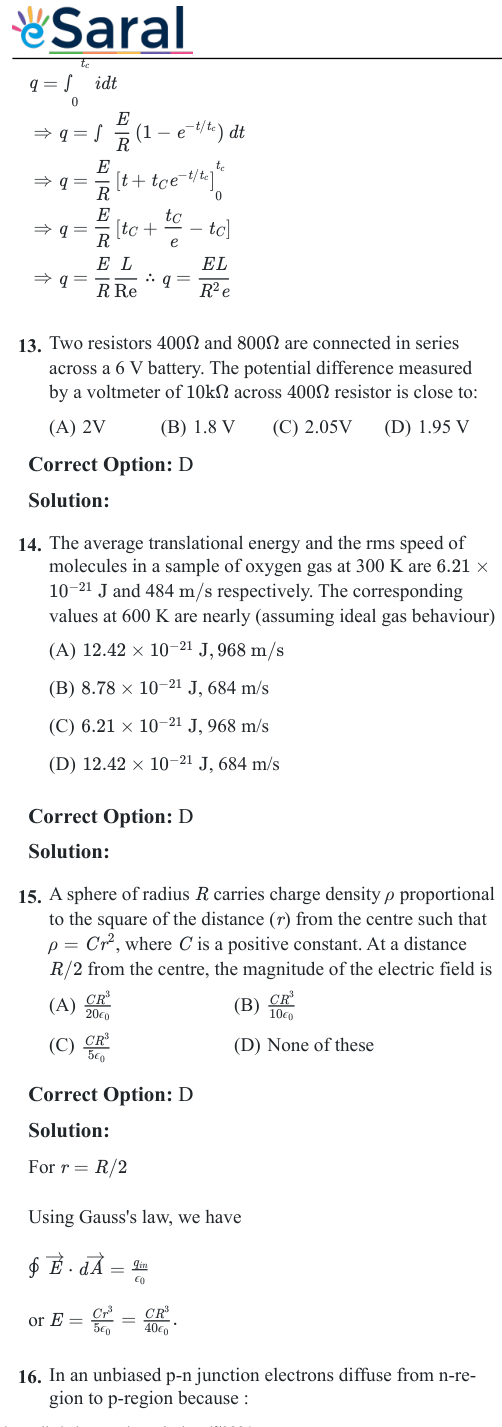 eSaral
q = ∫₀^{t_c} idt
⇒ q = ∫ E/R (1 − e^{−t/t_c}) dt
⇒ q = E/R [t + t_C e^{−t/t_c}]₀^{t_c}
⇒ q = E/R [t_C + t_C/e − t_C]
⇒ q = E/R L/Re ∴ q = EL/R²e
13. Two resistors 400Ω and 800Ω are connected in series
across a 6 V battery. The potential difference measured
by a voltmeter of 10kΩ across 400Ω resistor is close to:
(A) 2V (B) 1.8 V (C) 2.05V (D) 1.95 V
Correct Option: D
Solution:
14. The average translational energy and the rms speed of
molecules in a sample of oxygen gas at 300 K are 6.21 ×
10⁻²¹ J and 484 m/s respectively. The corresponding
values at 600 K are nearly (assuming ideal gas behaviour)
(A) 12.42 × 10⁻²¹ J, 968 m/s
(B) 8.78 × 10⁻²¹ J, 684 m/s
(C) 6.21 × 10⁻²¹ J, 968 m/s
(D) 12.42 × 10⁻²¹ J, 684 m/s
Correct Option: D
Solution:
15. A sphere of radius R carries charge density ρ proportional
to the square of the distance (r) from the centre such that
ρ = Cr², where C is a positive constant. At a distance
R/2 from the centre, the magnitude of the electric field is
(A) CR³/20ϵ₀ (B) CR³/10ϵ₀
(C) CR³/5ϵ₀ (D) None of these
Correct Option: D
Solution:
For r = R/2
Using Gauss's law, we have
∮ E⃗ · dA⃗ = q_in/ϵ₀
or E = Cr³/5ϵ₀ = CR³/40ϵ₀.
16. In an unbiased p-n junction electrons diffuse from n-re-
gion to p-region because :